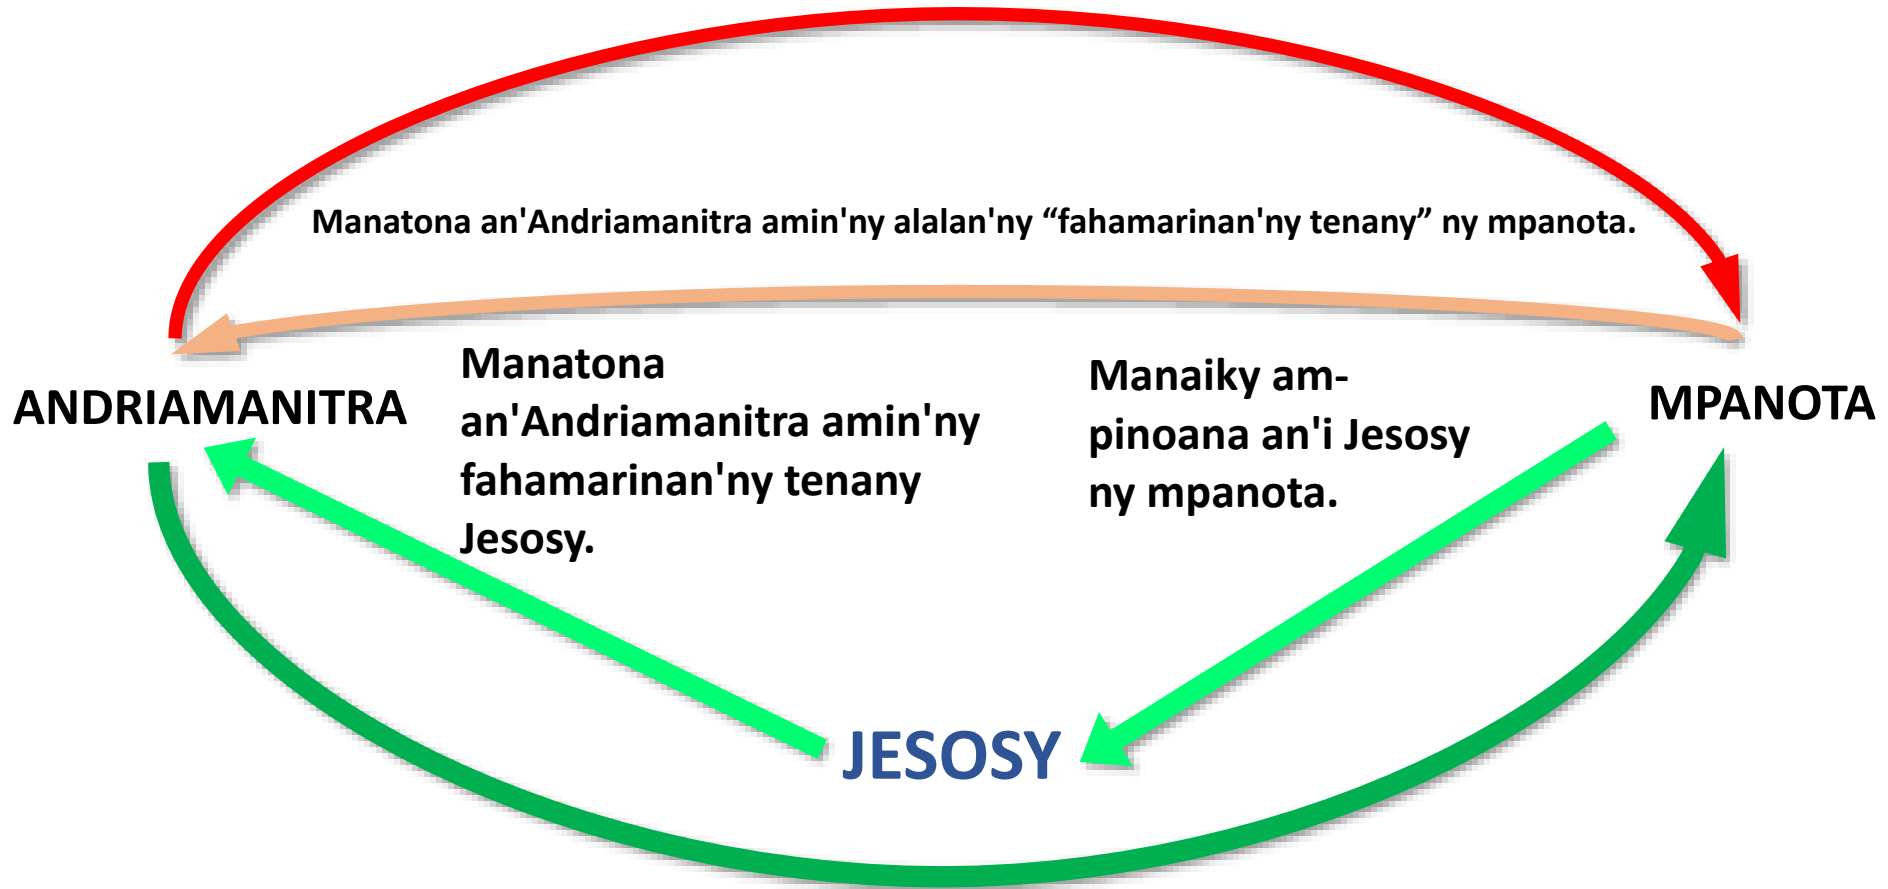 Manatona an'Andriamanitra amin'ny alalan'ny “fahamarinan'ny tenany” ny mpanota.
ANDRIAMANITRA
Manatona
an'Andriamanitra amin'ny
fahamarinan'ny tenany
Jesosy.
Manaiky am-
pinoana an'i Jesosy
ny mpanota.
MPANOTA
JESOSY